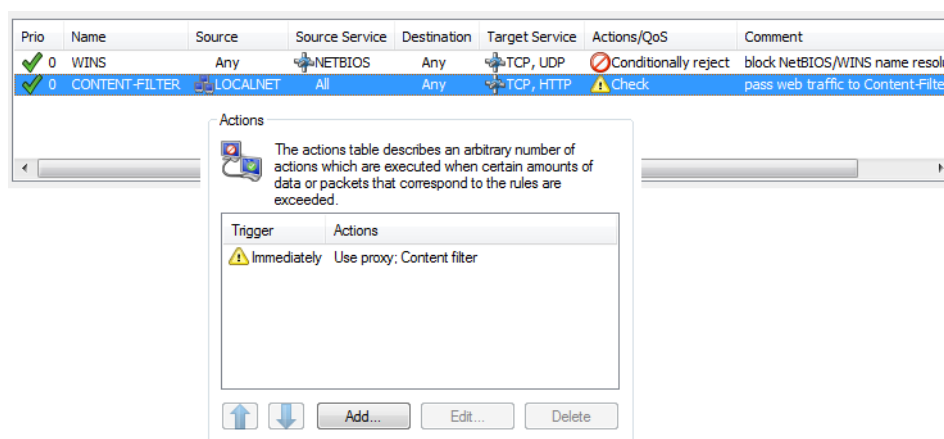 Prio Name Source Source Service Destination Target Service Actions/QoS Comment
0 WINS Any NETBIOS Any TCP, UDP Conditionally reject block NetBIOS/WINS name
0 CONTENT-FILTER LOCALNET All Any TCP, HTTP Check pass web traffic to
Actions
The actions table describes an arbitrary number of
actions which are executed when certain amounts of
data or packets that correspond to the rules are
exceeded.
Trigger Actions
Immediately Use proxy; Content filter
Add... Edit... Delete